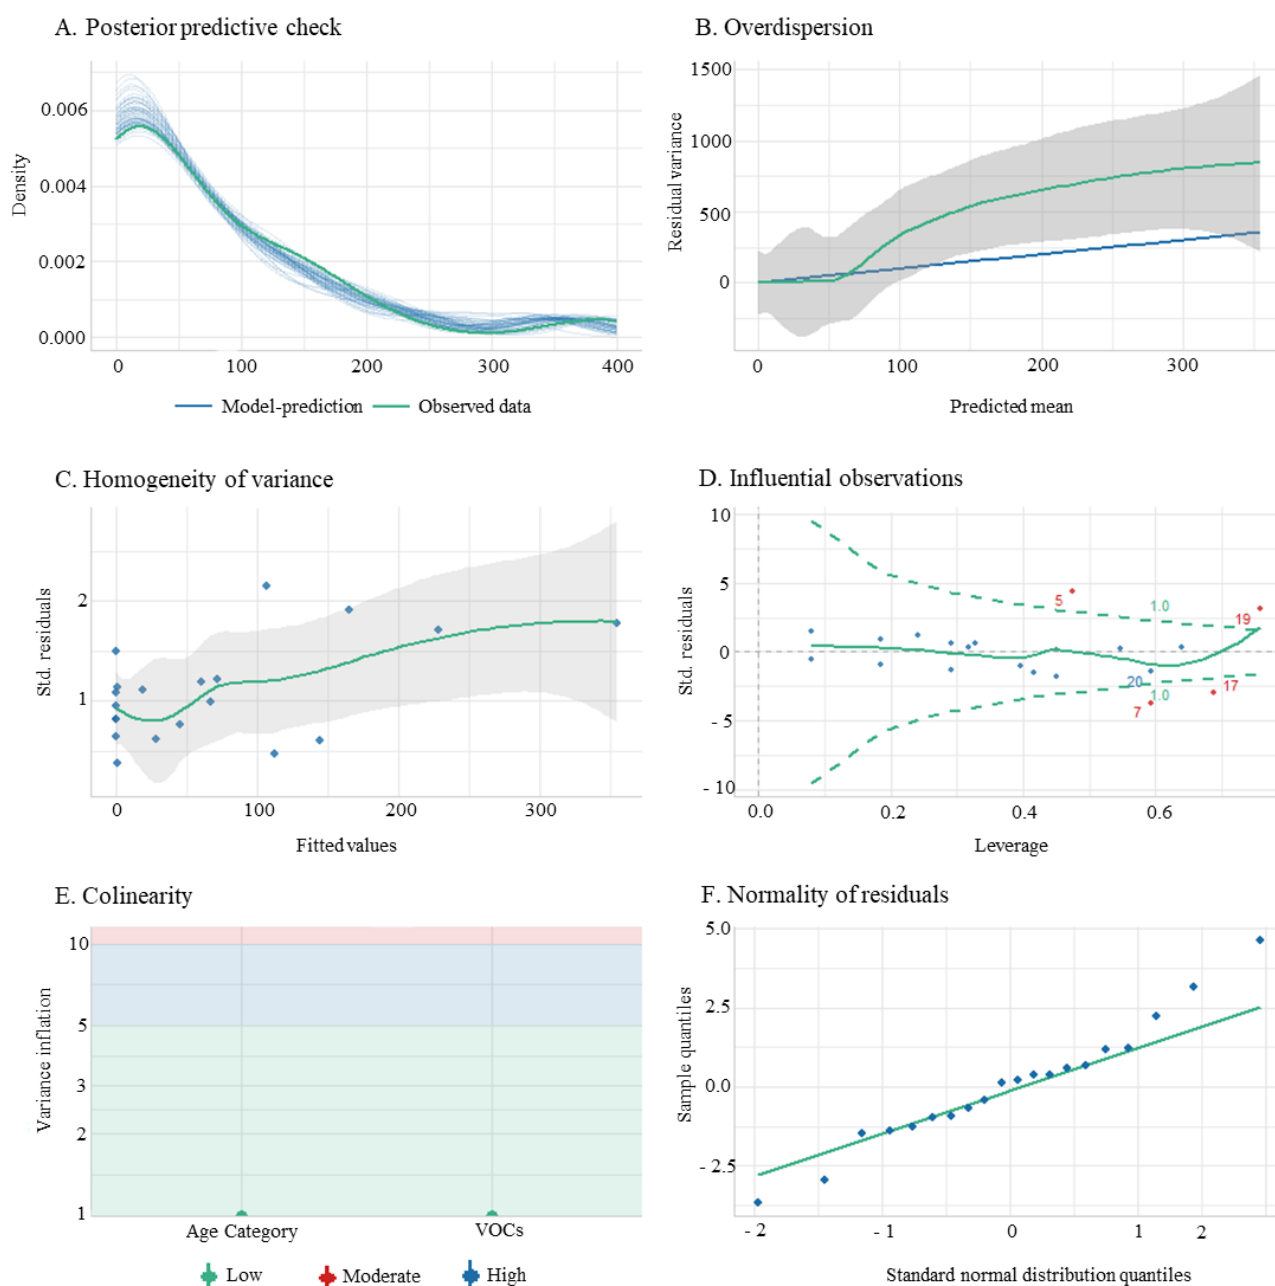 A. Posterior predictive check
Density
0.006
0.004
0.002
0.000
0 100 200 300 400
Model-prediction Observed data
B. Overdispersion
Residual variance
1500
1000
500
0
0 100 200 300
Predicted mean
C. Homogeneity of variance
Std. residuals
2
1
0 100 200 300
Fitted values
D. Influential observations
Std. residuals
10
5
0
- 5
- 10
5
1.0
19
20
1.0
17
7
0.0 0.2 0.4 0.6
Leverage
E. Colinearity
Variance inflation
10
5
3
2
1
Age Category VOCs
Low Moderate High
F. Normality of residuals
Sample quantiles
5.0
2.5
0.0
- 2.5
- 2 - 1 0 1 2
Standard normal distribution quantiles